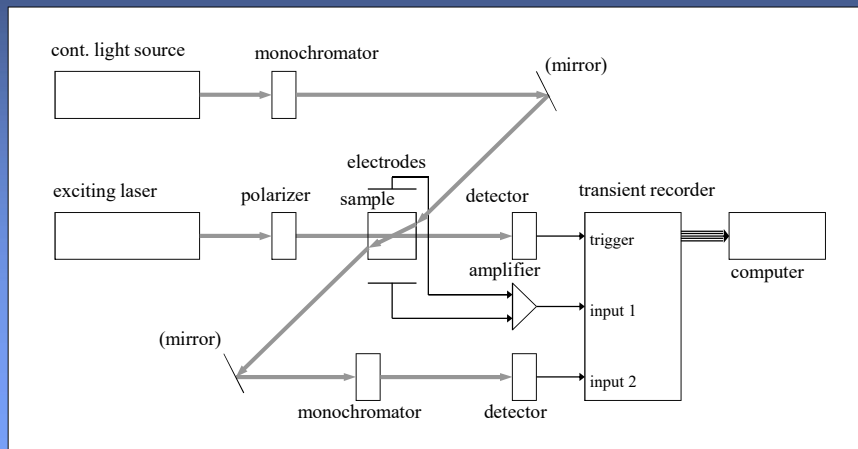 cont. light source
monochromator
(mirror)
electrodes
exciting laser
polarizer
sample
detector
transient recorder
trigger
amplifier
computer
input 1
(mirror)
input 2
monochromator
detector